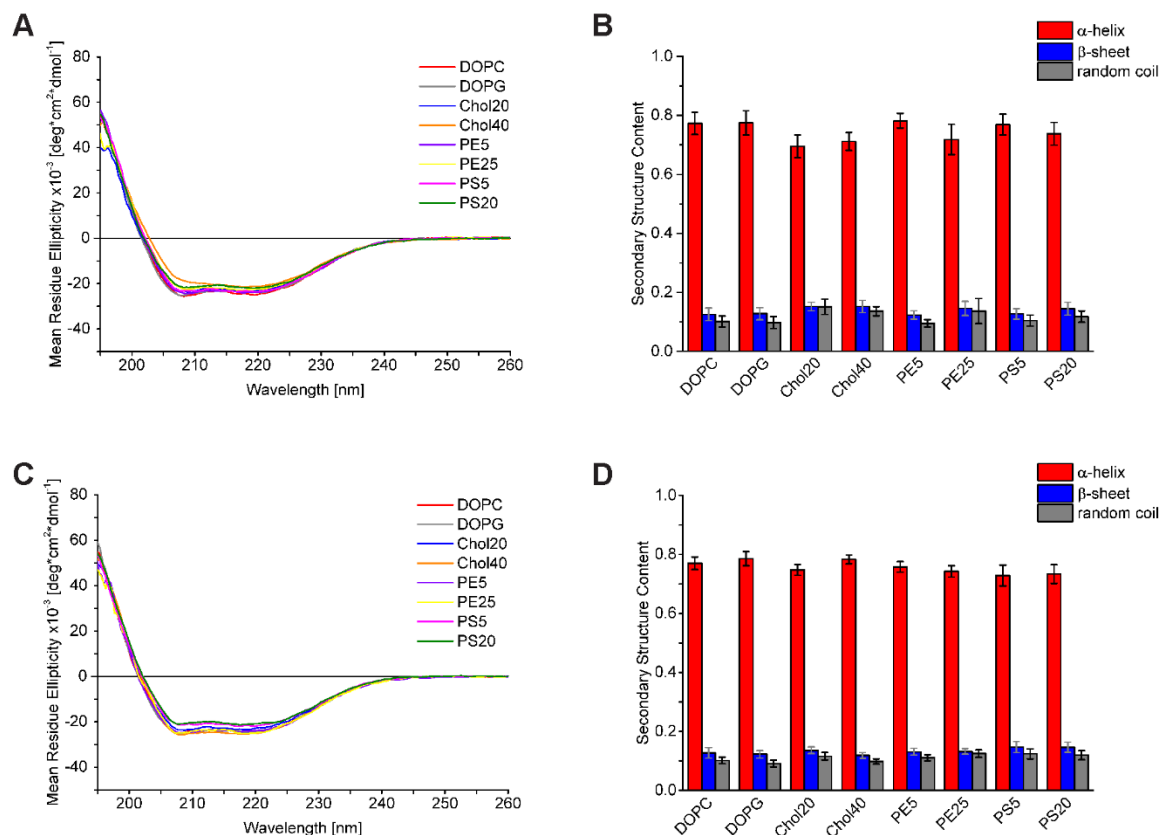 A
Mean Residue Ellipticity x10⁻³ [deg*cm²*dmol⁻¹]
80
60
40
20
0
-20
-40
200
210
220
230
240
250
260
Wavelength [nm]
DOPC
DOPG
Chol20
Chol40
PE5
PE25
PS5
PS20
B
α-helix
β-sheet
random coil
Secondary Structure Content
1.0
0.8
0.6
0.4
0.2
0.0
DOPC
DOPG
Chol20
Chol40
PE5
PE25
PS5
PS20
C
Mean Residue Ellipticity x10⁻³ [deg*cm²*dmol⁻¹]
80
60
40
20
0
-20
-40
200
210
220
230
240
250
260
Wavelength [nm]
DOPC
DOPG
Chol20
Chol40
PE5
PE25
PS5
PS20
D
α-helix
β-sheet
random coil
Secondary Structure Content
1.0
0.8
0.6
0.4
0.2
0.0
DOPC
DOPG
Chol20
Chol40
PE5
PE25
PS5
PS20